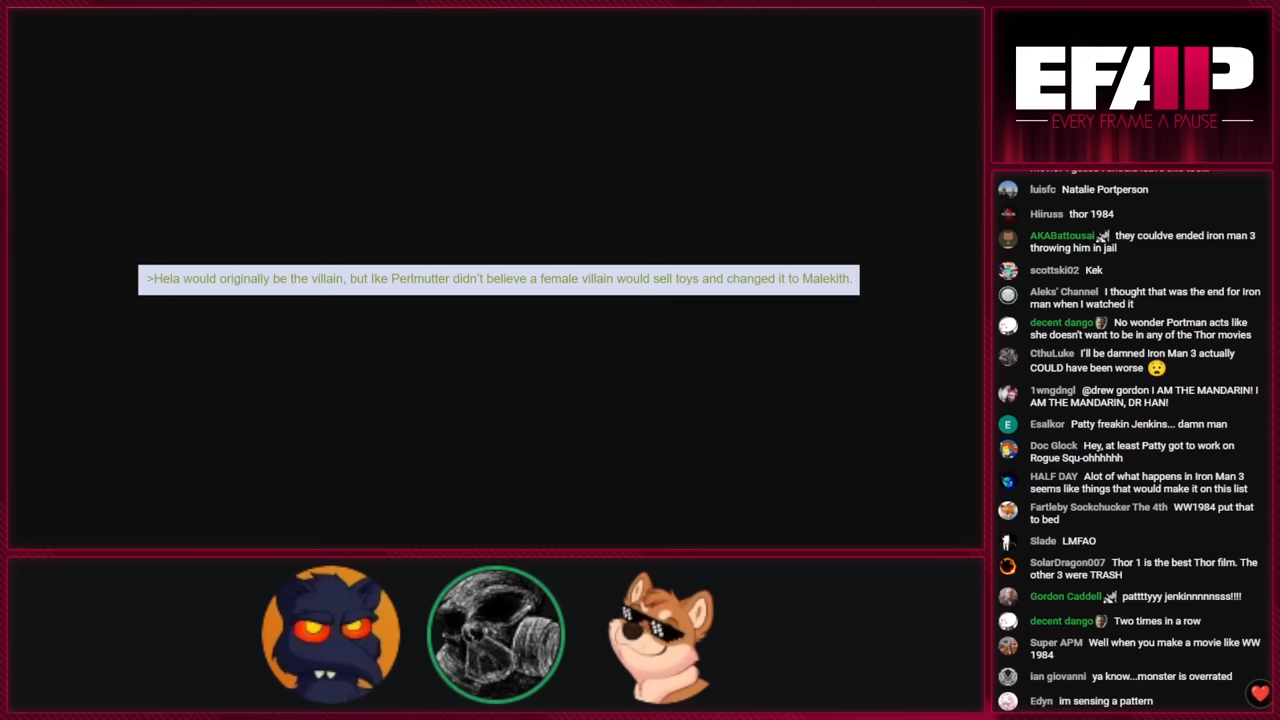 >Hela would originally be the villain, but Ike Perlmutter didn't believe a female villain would sell toys and changed it to Malekith.
EFAP
EVERY FRAME A PAUSE
luisfc Natalie Portperson
Hiiruss thor 1984
AKABattousai they couldve ended iron man 3
throwing him in jail
scottski02 Kek
Aleks' Channel I thought that was the end for Iron
man when I watched it
decent dango No wonder Portman acts like
she doesn't want to be in any of the Thor movies
CthuLuke I'll be damned Iron Man 3 actually
COULD have been worse 😧
1wngdngl @drew gordon I AM THE MANDARIN! I
AM THE MANDARIN, DR HAN!
E
Esalkor Patty freakin Jenkins... damn man
Doc Glock Hey, at least Patty got to work on
Rogue Squ-ohhhhhh
HALF DAY Alot of what happens in Iron Man 3
seems like things that would make it on this list
Fartleby Sockchucker The 4th WW1984 put that
to bed
Slade LMFAO
SolarDragon007 Thor 1 is the best Thor film. The
other 3 were TRASH
Gordon Caddell pattttyyy jenkinnnnnsss!!!!
decent dango Two times in a row
Super APM Well when you make a movie like WW
1984
ian giovanni ya know...monster is overrated
Edyn im sensing a pattern